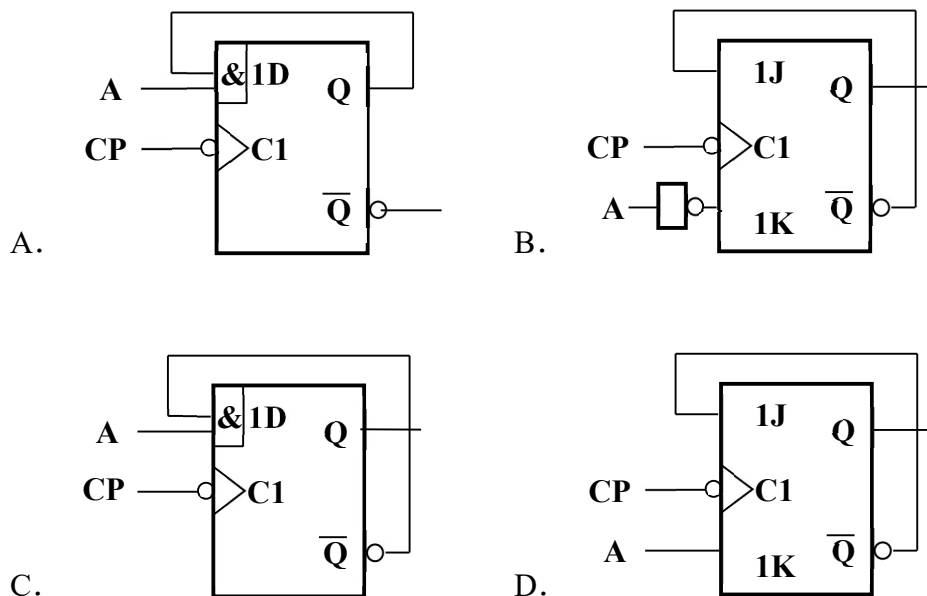 & 1D Q
A
CP C1
Q̅
A.
1J Q
CP C1
A 1K Q̅
B.
& 1D Q
A
CP C1
Q̅
C.
1J Q
CP C1
A 1K Q̅
D.